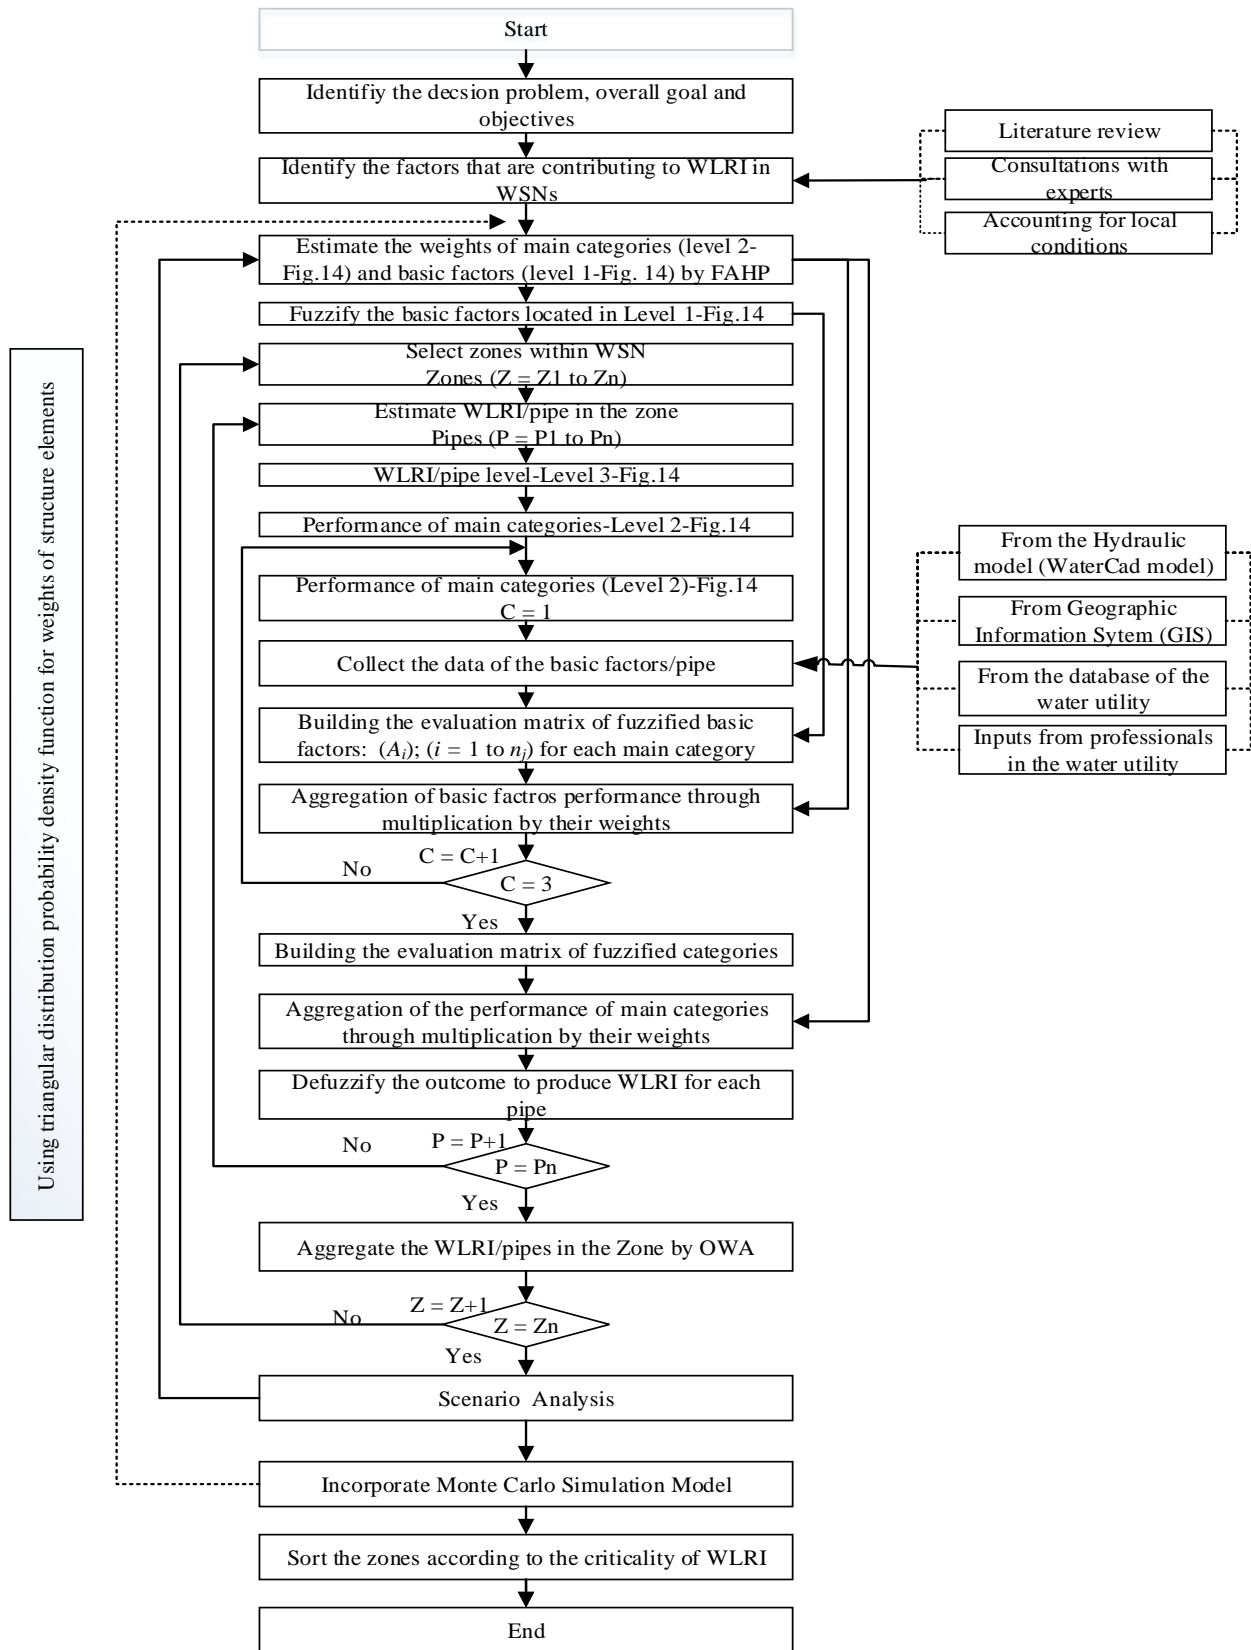 Start
Identifiy the decsion problem, overall goal and
objectives
Identify the factors that are contributing to WLRI in
WSNs
Literature review
Consultations with
experts
Accounting for local
conditions
Estimate the weights of main categories (level 2-
Fig.14) and basic factors (level 1-Fig. 14) by FAHP
Fuzzify the basic factors located in Level 1-Fig.14
Select zones within WSN
Zones (Z = Z1 to Zn)
Estimate WLRI/pipe in the zone
Pipes (P = P1 to Pn)
WLRI/pipe level-Level 3-Fig.14
Performance of main categories-Level 2-Fig.14
Performance of main categories (Level 2)-Fig.14
C = 1
Collect the data of the basic factors/pipe
From the Hydraulic
model (WaterCad model)
From Geographic
Information Sytem (GIS)
From the database of the
water utility
Inputs from professionals
in the water utility
Building the evaluation matrix of fuzzified basic
factors: (Ai); (i = 1 to nj) for each main category
Aggregation of basic factros performance through
multiplication by their weights
C = C+1
No
C = 3
Yes
Building the evaluation matrix of fuzzified categories
Aggregation of the performance of main categories
through multiplication by their weights
Defuzzify the outcome to produce WLRI for each
pipe
No
P = P+1
P = Pn
Yes
Aggregate the WLRI/pipes in the Zone by OWA
Z = Z+1
No
Z = Zn
Yes
Scenario Analysis
Incorporate Monte Carlo Simulation Model
Sort the zones according to the criticality of WLRI
End
Using triangular distribution probability density function for weights of structure elements